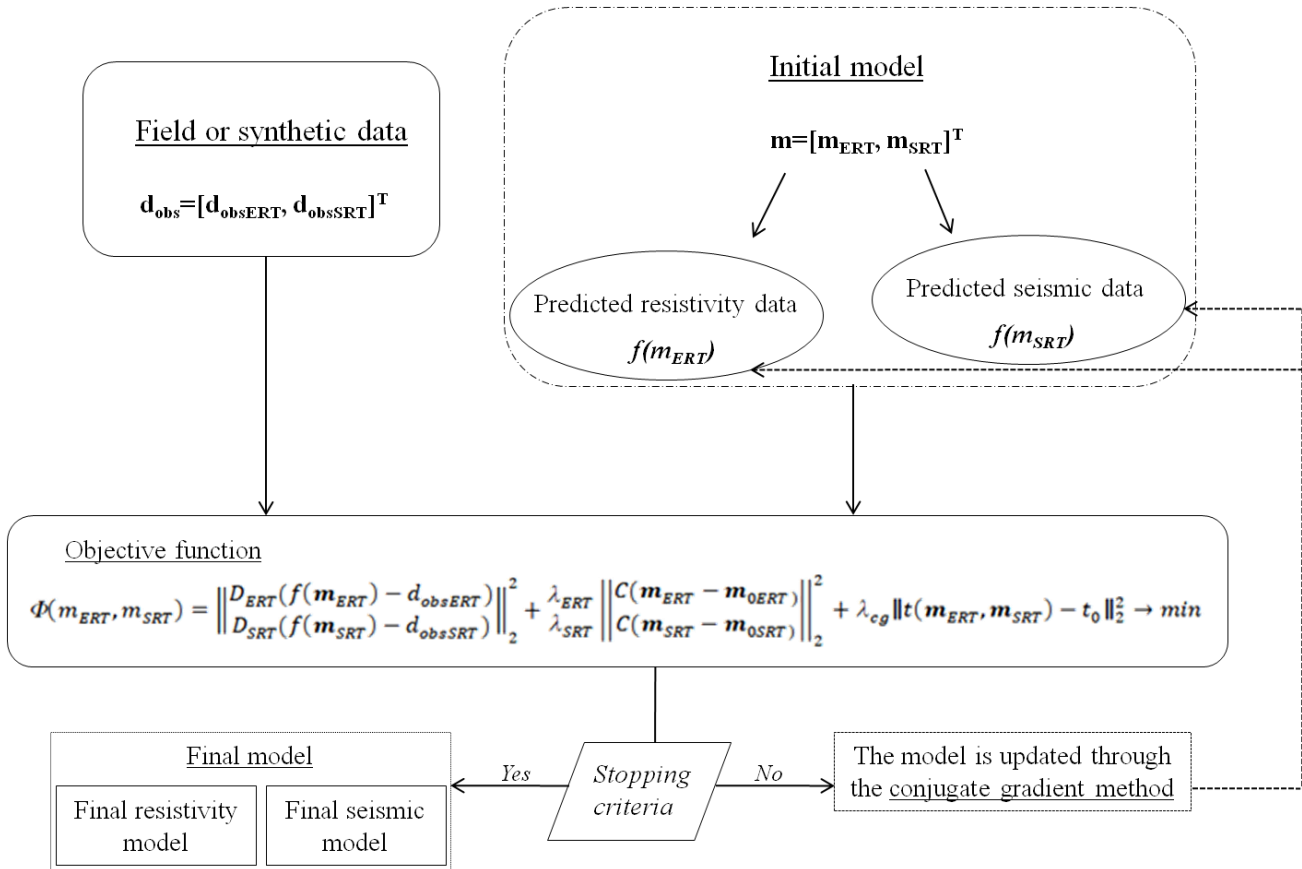 Initial model
m=[mERT, mSRT]T
Field or synthetic data
dobs=[dobsERT, dobsSRT]T
Predicted resistivity data
f(mERT)
Predicted seismic data
f(mSRT)
Objective function
Φ(mERT, mSRT) = ‖DERT(f(mERT) − dobsERT) DSRT(f(mSRT) − dobsSRT)‖22 + λERT λSRT ‖C(mERT − m0ERT) C(mSRT − m0SRT)‖22 + λcg‖t(mERT, mSRT) − t0‖22 → min
Final model
Final resistivity
model
Final seismic
model
Yes
Stopping
criteria
No
The model is updated through
the conjugate gradient method